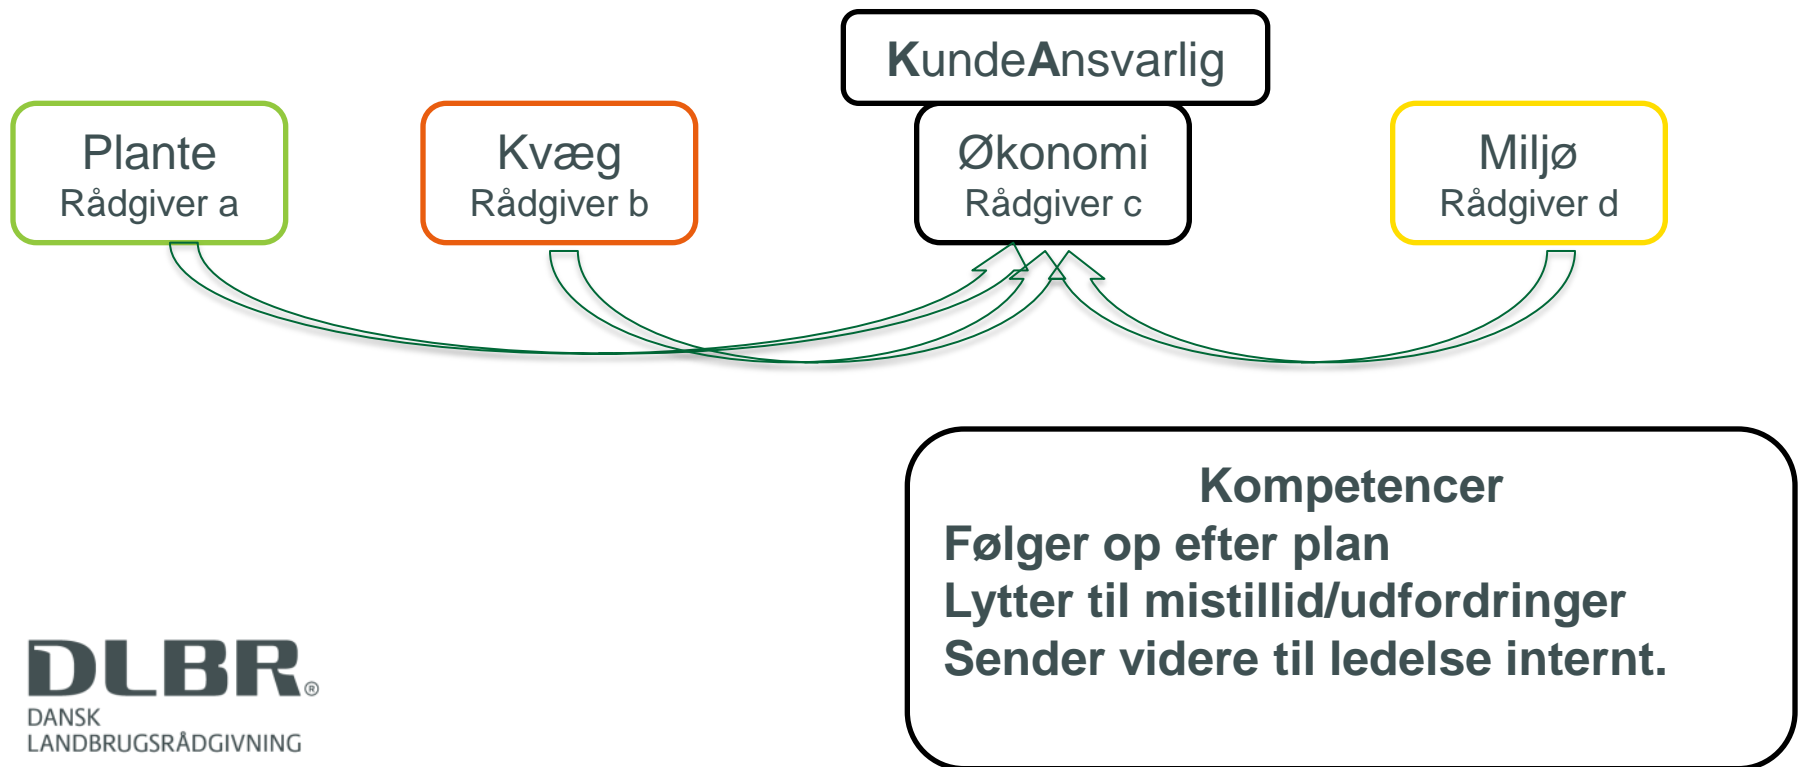 KundeAnsvarlig
Plante
Rådgiver a
Kvæg
Rådgiver b
Økonomi
Rådgiver c
Miljø
Rådgiver d
Kompetencer
Følger op efter plan
Lytter til mistillid/udfordringer
Sender videre til ledelse internt.
DLBR®
DANSK
LANDBRUGSRÅDGIVNING